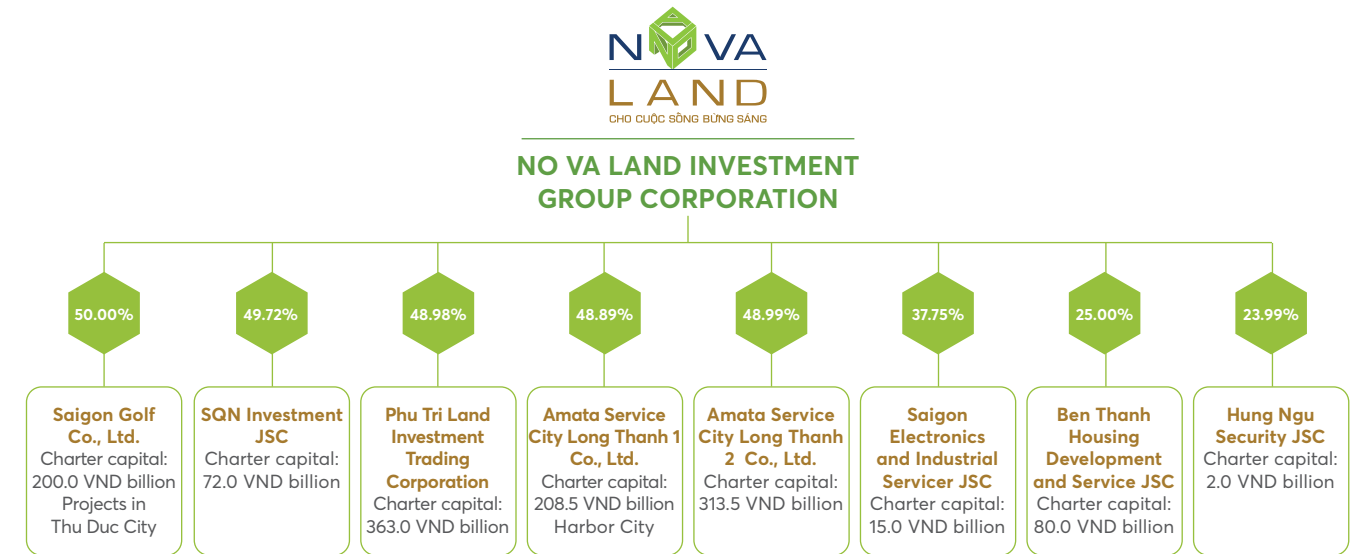 NOVA
LAND
CHO CUỘC SỐNG BỪNG SÁNG
NO VA LAND INVESTMENT
GROUP CORPORATION
50.00%
49.72%
48.98%
48.89%
48.99%
37.75%
25.00%
23.99%
Saigon Golf
Co., Ltd.
Charter capital:
200.0 VND billion
Projects in
Thu Duc City
SQN Investment
JSC
Charter capital:
72.0 VND billion
Phu Tri Land
Investment
Trading
Corporation
Charter capital:
363.0 VND billion
Amata Service
City Long Thanh 1
Co., Ltd.
Charter capital:
208.5 VND billion
Harbor City
Amata Service
City Long Thanh
2 Co., Ltd.
Charter capital:
313.5 VND billion
Saigon
Electronics
and Industrial
Servicer JSC
Charter capital:
15.0 VND billion
Ben Thanh
Housing
Development
and Service JSC
Charter capital:
80.0 VND billion
Hung Ngu
Security JSC
Charter capital:
2.0 VND billion